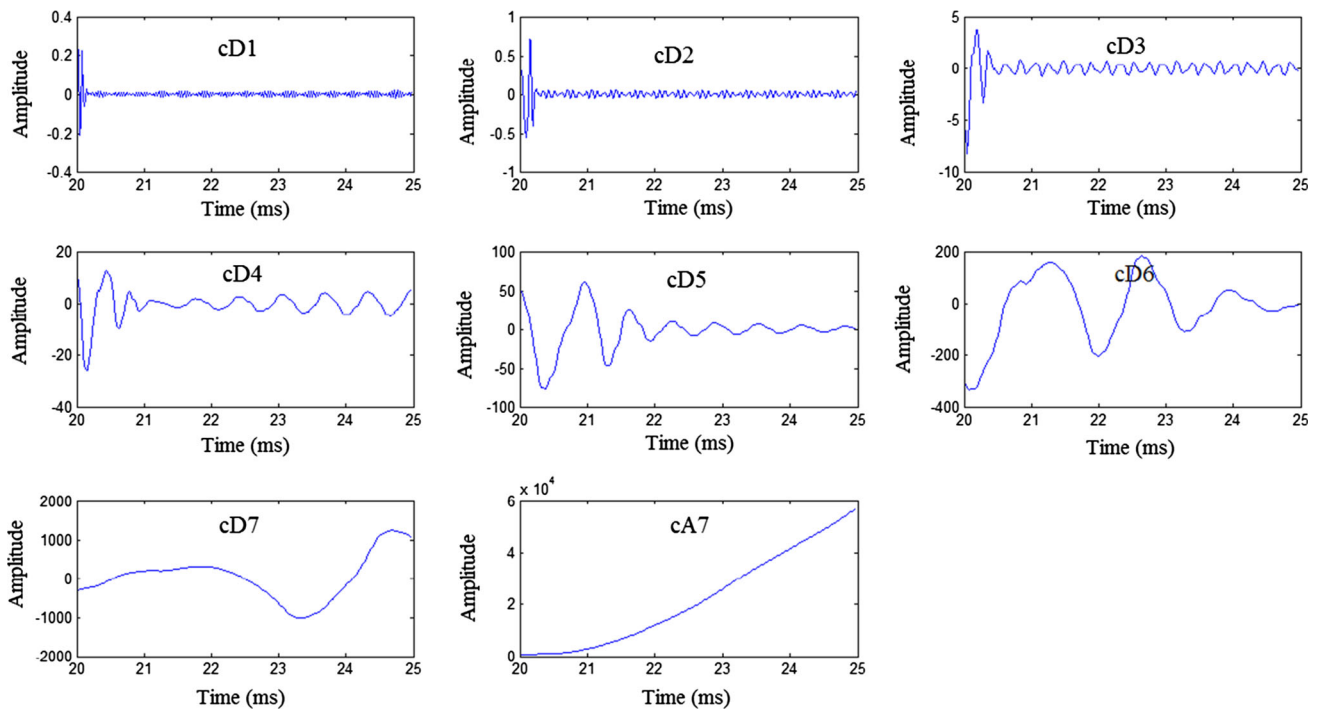 cD1
Amplitude
0.4
0.2
0
-0.2
-0.4
20 21 22 23 24 25
Time (ms)
cD2
Amplitude
1
0.5
0
-0.5
-1
20 21 22 23 24 25
Time (ms)
cD3
Amplitude
5
0
-5
-10
20 21 22 23 24 25
Time (ms)
cD4
Amplitude
20
0
-20
-40
20 21 22 23 24 25
Time (ms)
cD5
Amplitude
100
50
0
-50
-100
20 21 22 23 24 25
Time (ms)
cD6
Amplitude
200
0
-200
-400
20 21 22 23 24 25
Time (ms)
cD7
Amplitude
2000
1000
0
-1000
-2000
20 21 22 23 24 25
Time (ms)
x 10^4
cA7
Amplitude
6
4
2
0
20 21 22 23 24 25
Time (ms)